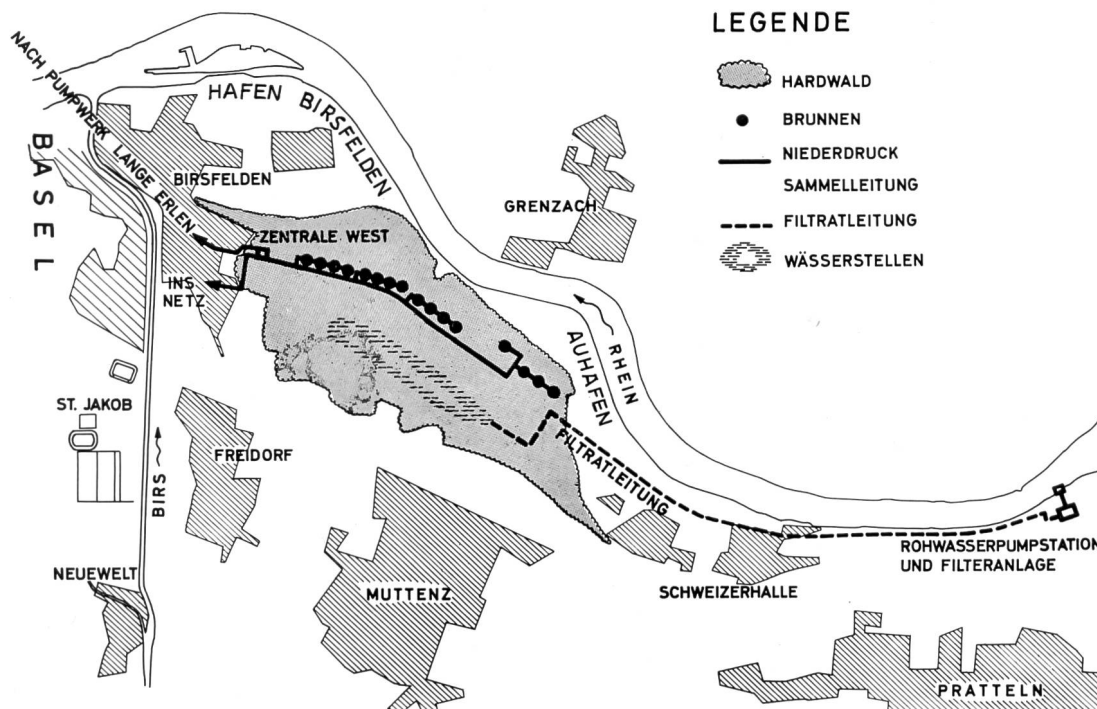 LEGENDE
HARDWALD
BRUNNEN
NIEDERDRUCK
SAMMELLEITUNG
FILTRATLEITUNG
WÄSSERSTELLEN
NACH PUMPWERK LANGE ERLEN
BASEL
HAFEN BIRSFELDEN
BIRSFELDEN
GRENZACH
ZENTRALE WEST
INS
NETZ
RHEIN
AUHAFEN
ST. JAKOB
FREIDORF
FILTRATLEITUNG
BIRS
ROHWASSERPUMPSTATION
UND FILTERANLAGE
NEUEWELT
MUTTENZ
SCHWEIZERHALLE
PRATTELN